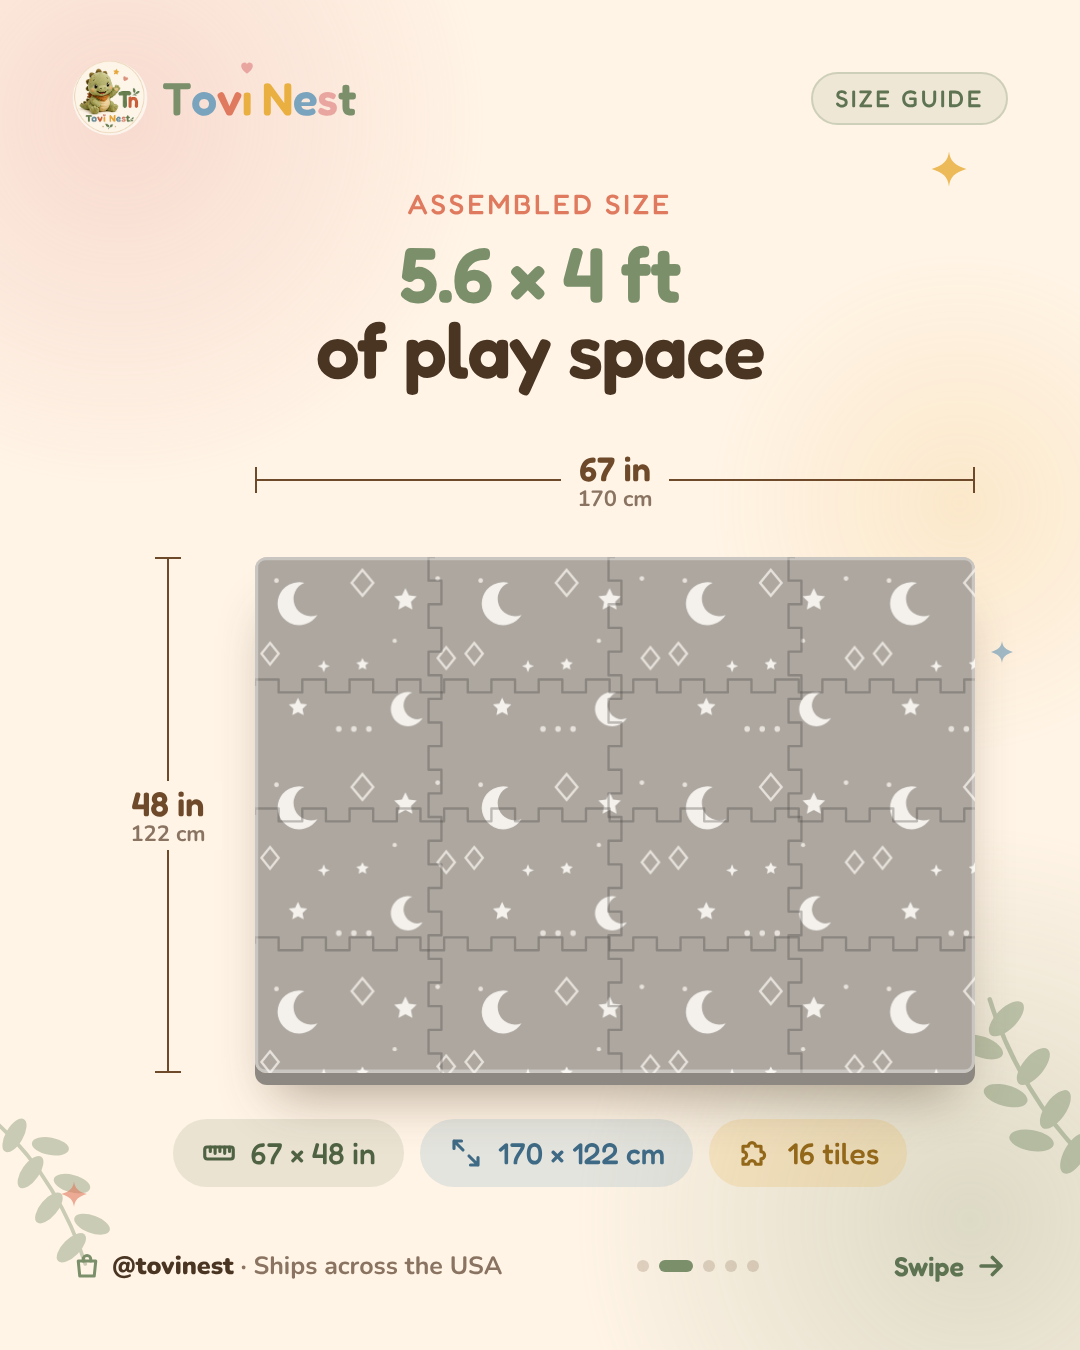 Tn
Tovi Nest
Tovi Nest
SIZE GUIDE
ASSEMBLED SIZE
5.6 × 4 ft
of play space
67 in
170 cm
48 in
122 cm
67 × 48 in
170 × 122 cm
16 tiles
@tovinest · Ships across the USA
Swipe →